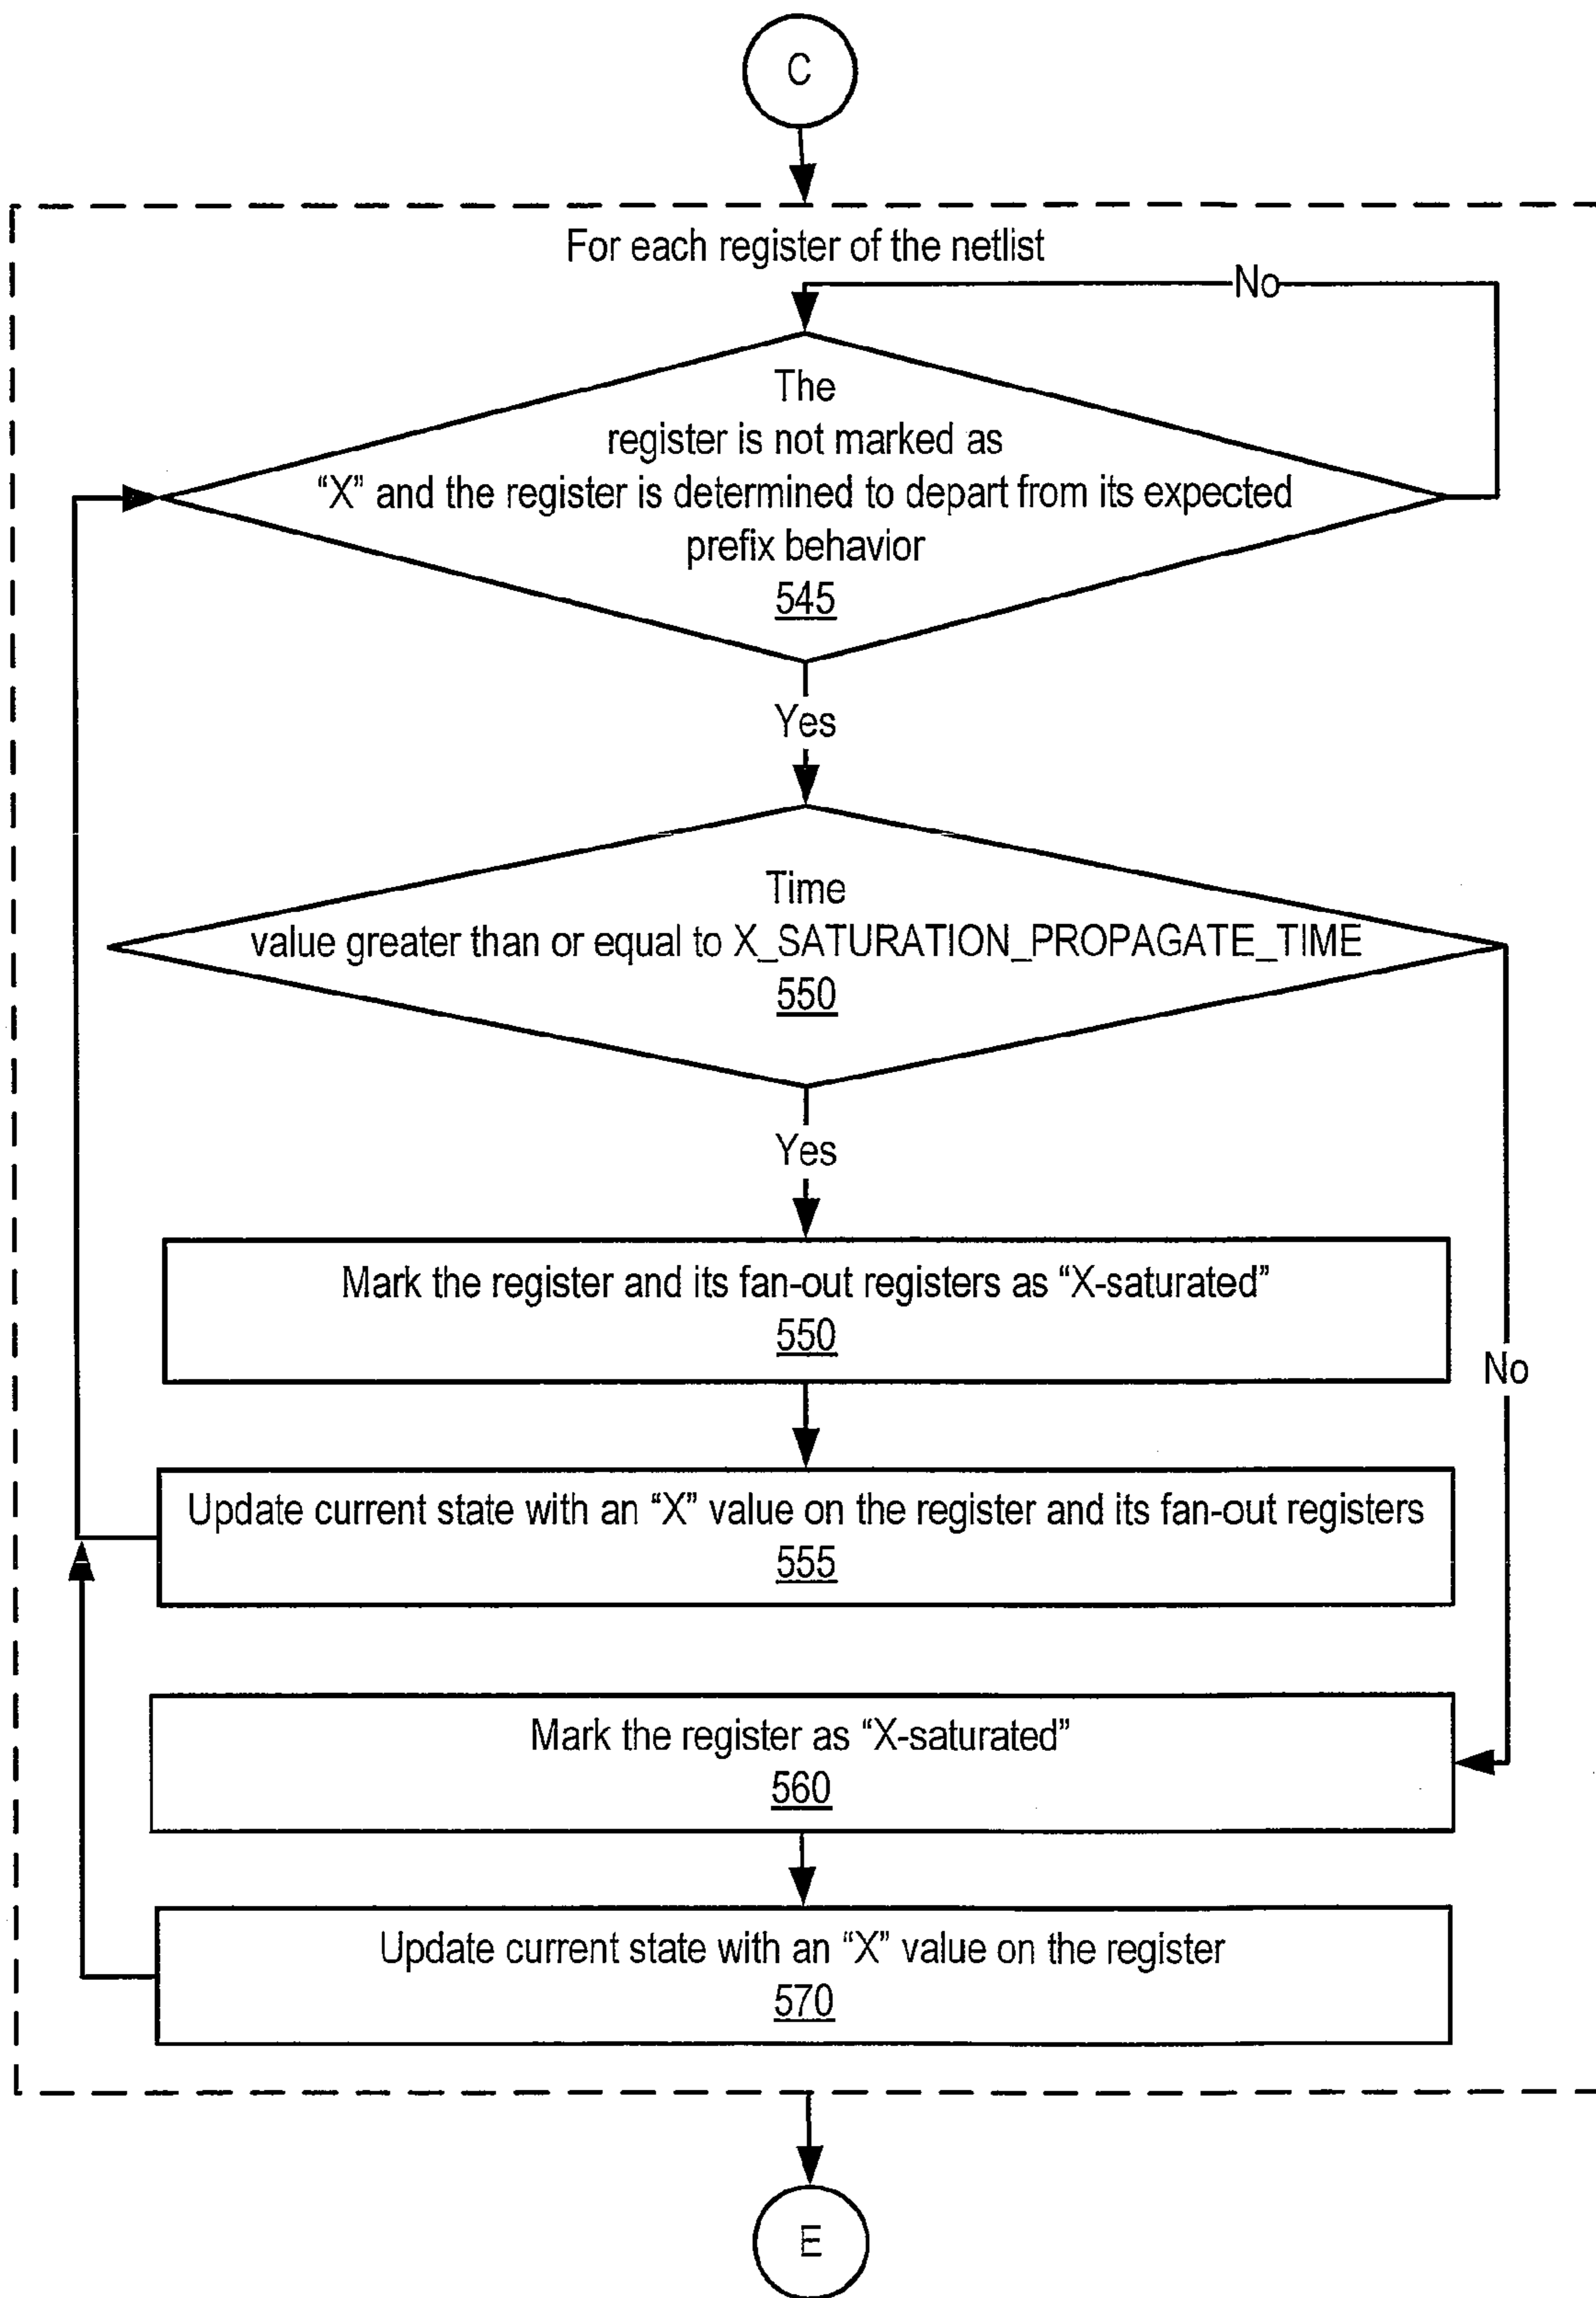 C
For each register of the netlist
No
The
register is not marked as
“X” and the register is determined to depart from its expected
prefix behavior
545
Yes
Time
value greater than or equal to X_SATURATION_PROPAGATE_TIME
550
Yes
Mark the register and its fan-out registers as “X-saturated”
550
No
Update current state with an “X” value on the register and its fan-out registers
555
Mark the register as “X-saturated”
560
Update current state with an “X” value on the register
570
E